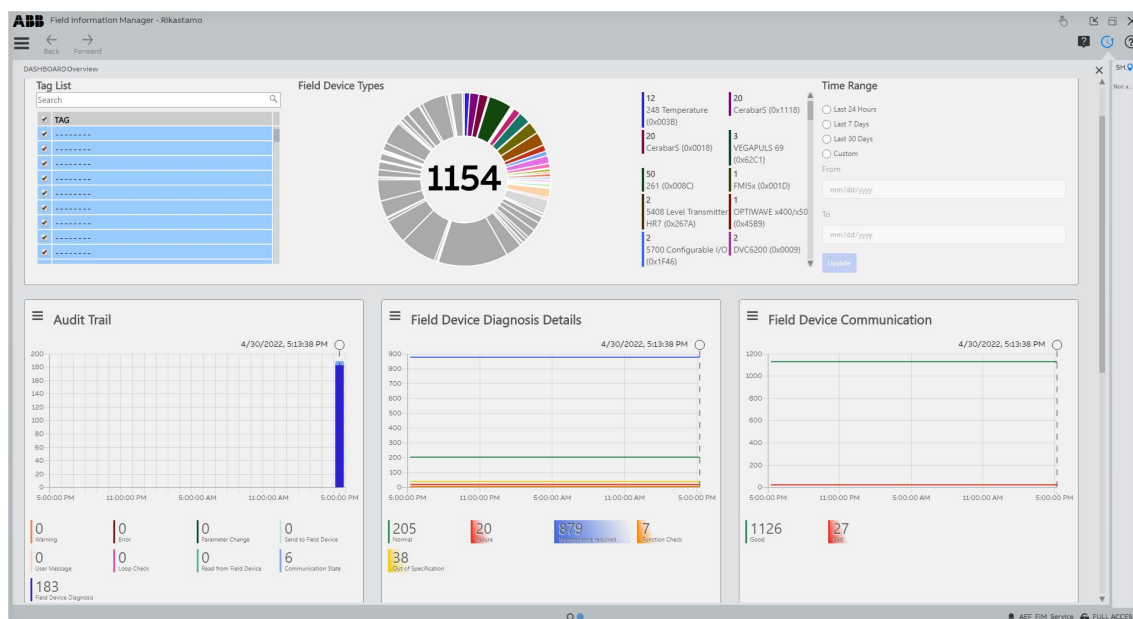 ABB Field Information Manager - Rikastamo
Back Forward
DASHBOARD Overview
SH.
Not a...
Tag List
Search
TAG
--------
--------
--------
--------
--------
--------
--------
--------
--------
Field Device Types
1154
12
248 Temperature
(0x003B)
20
CerabarS (0x0018)
50
261 (0x008C)
2
5408 Level Transmitter
HR7 (0x267A)
2
5700 Configurable I/O
(0x1F46)
20
CerabarS (0x1118)
3
VEGAPULS 69
(0x62C1)
1
FMI5x (0x001D)
1
OPTIWAVE x400/x50
(0x45B9)
2
DVC6200 (0x0009)
Time Range
Last 24 Hours
Last 7 Days
Last 30 Days
Custom
From
mm/dd/yyyy
To
mm/dd/yyyy
Update
Audit Trail
4/30/2022, 5:13:38 PM
200
180
160
140
120
100
80
60
40
20
5:00:00 PM 11:00:00 PM 5:00:00 AM 11:00:00 AM 5:00:00 PM
0 0 0 0
Warning Error Parameter Change Send to Field Device
0 0 0 6
User Message Loop Check Read from Field Device Communication State
183
Field Device Diagnosis
Field Device Diagnosis Details
4/30/2022, 5:13:38 PM
900
800
700
600
500
400
300
200
100
0
5:00:00 PM 11:00:00 PM 5:00:00 AM 11:00:00 AM 5:00:00 PM
205 20 879 7
Normal Failure Maintenance required Function Check
38
Out of Specification
Field Device Communication
4/30/2022, 5:13:38 PM
1200
1000
800
600
400
200
0
5:00:00 PM 11:00:00 PM 5:00:00 AM 11:00:00 AM 5:00:00 PM
1126 27
Good Bad
AEF_FIM_Service FULL ACCES